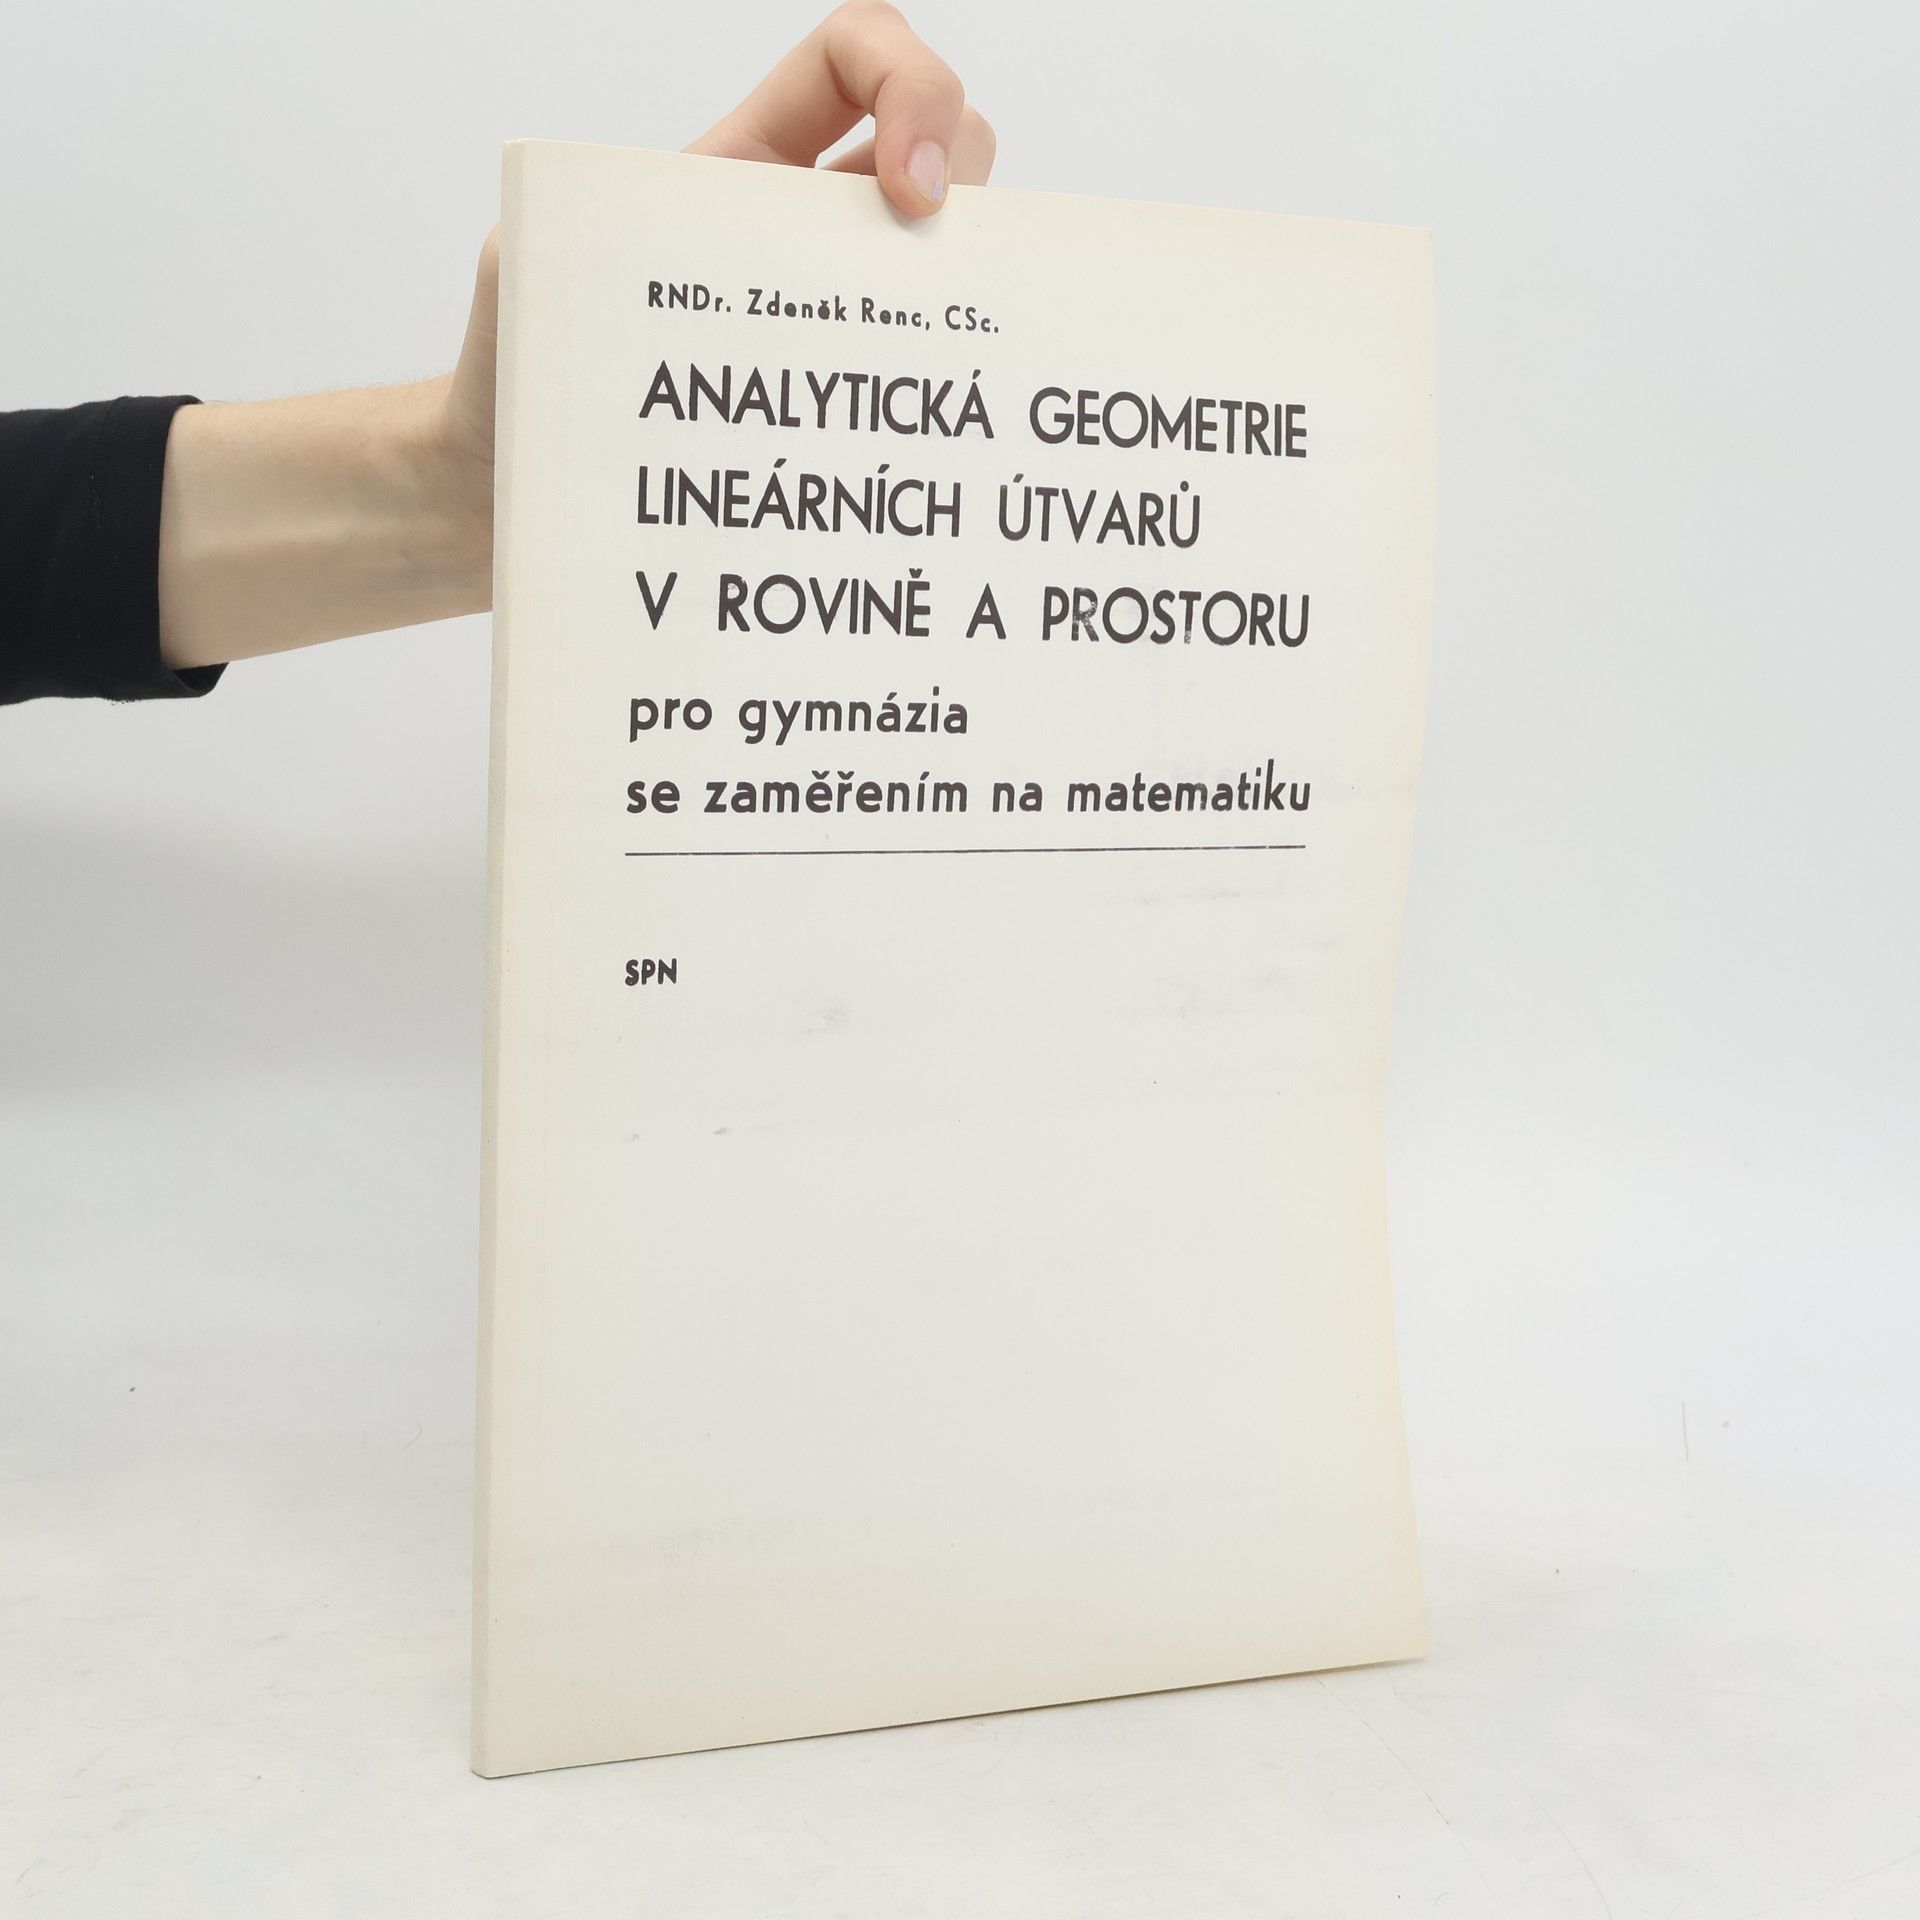 RNDr. Zdeněk Renc, CSc.
ANALYTICKÁ GEOMETRIE
LINEÁRNÍCH ÚTVARŮ
V ROVINĚ A PROSTORU
pro gymnázia
se zaměřením na matematiku
SPN